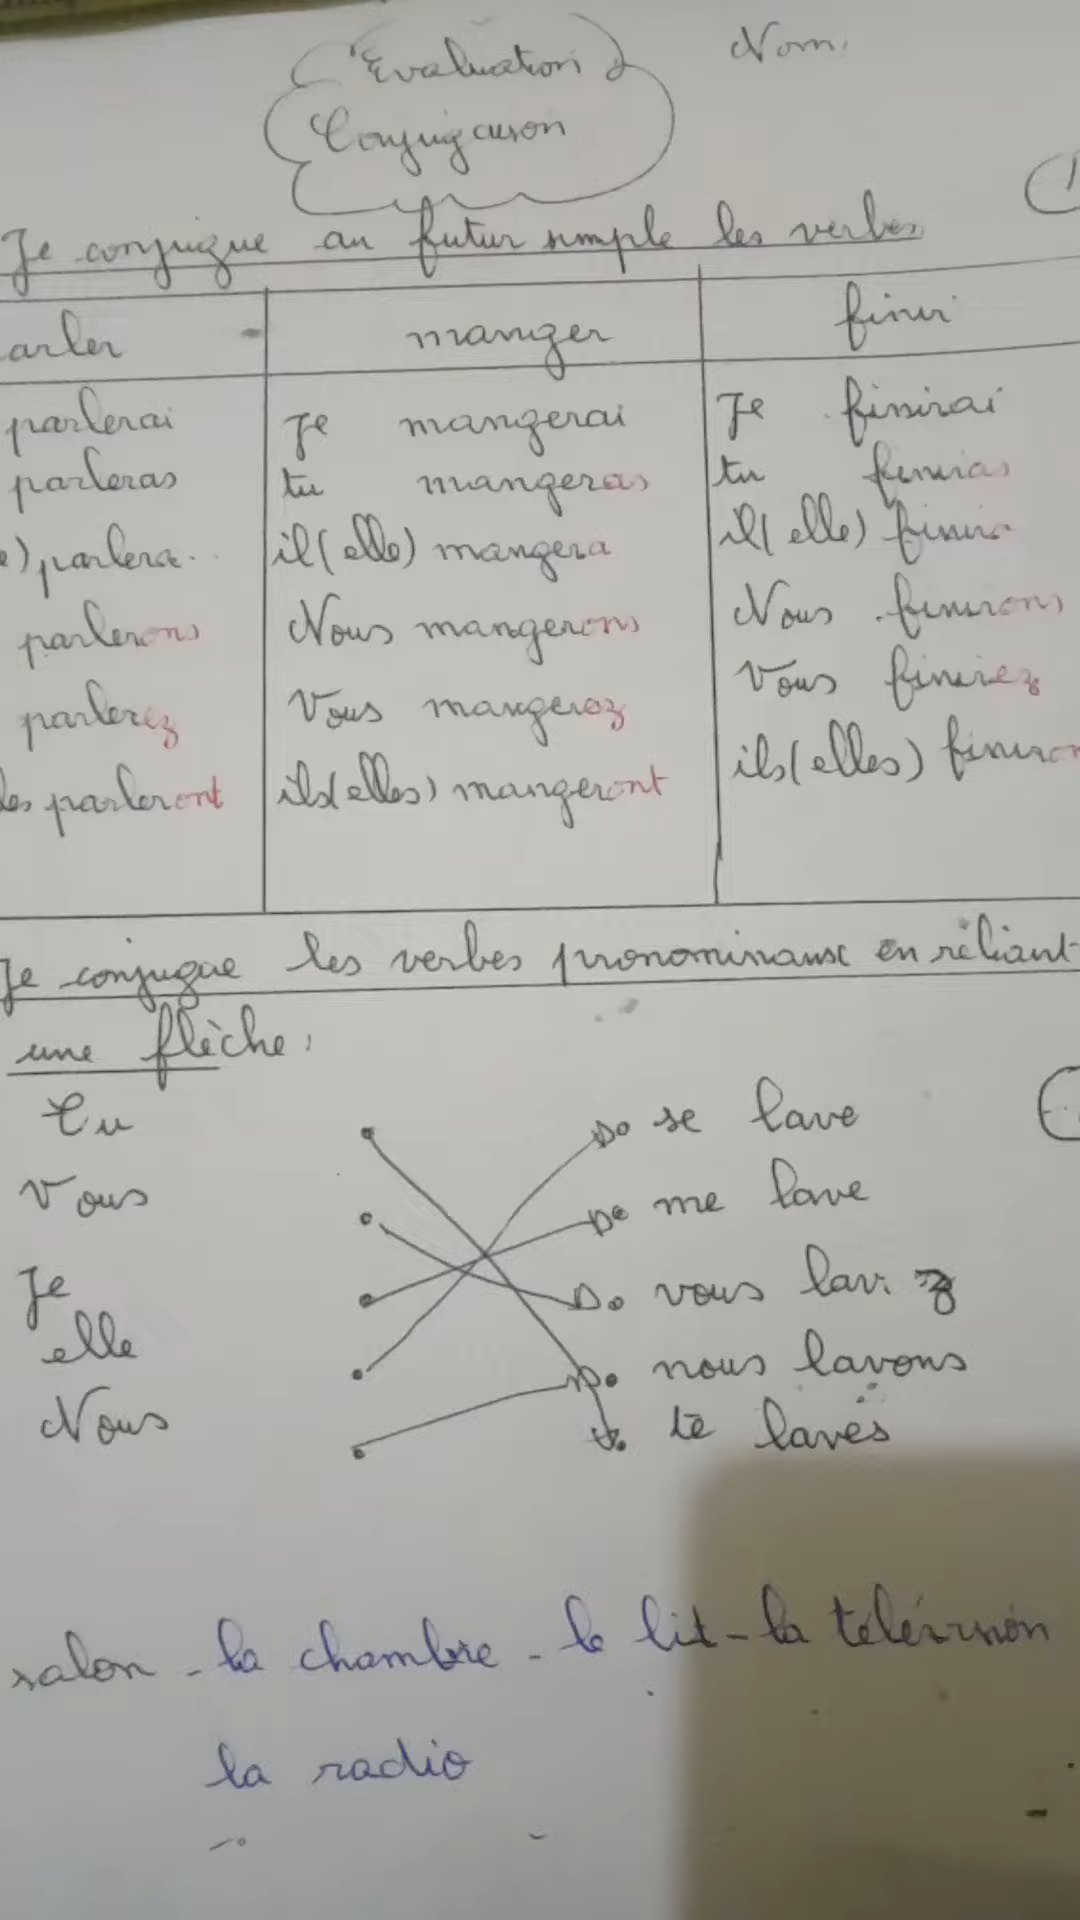 Evaluation
Nom.
Conjugaison
Je conjugue au futur simple les verbes.
arler manger finir
parlerai Je mangerai Je finirai
parleras tu mangeras tu finiras
e) parlera.. il(elle) mangera il(elle) finira
parlerons Nous mangerons Nous finirons
parlerez Vous mangerez Vous finirez
les parleront ils(elles) mangeront ils(elles) finiron
Je conjugue les verbes pronominaux en réliant
une flèche:
Tu se lave
Vous me lave
Je vous lav. z
elle nous lavons
Nous te laves
salon - la chambre - le lit - la télévision
la radio